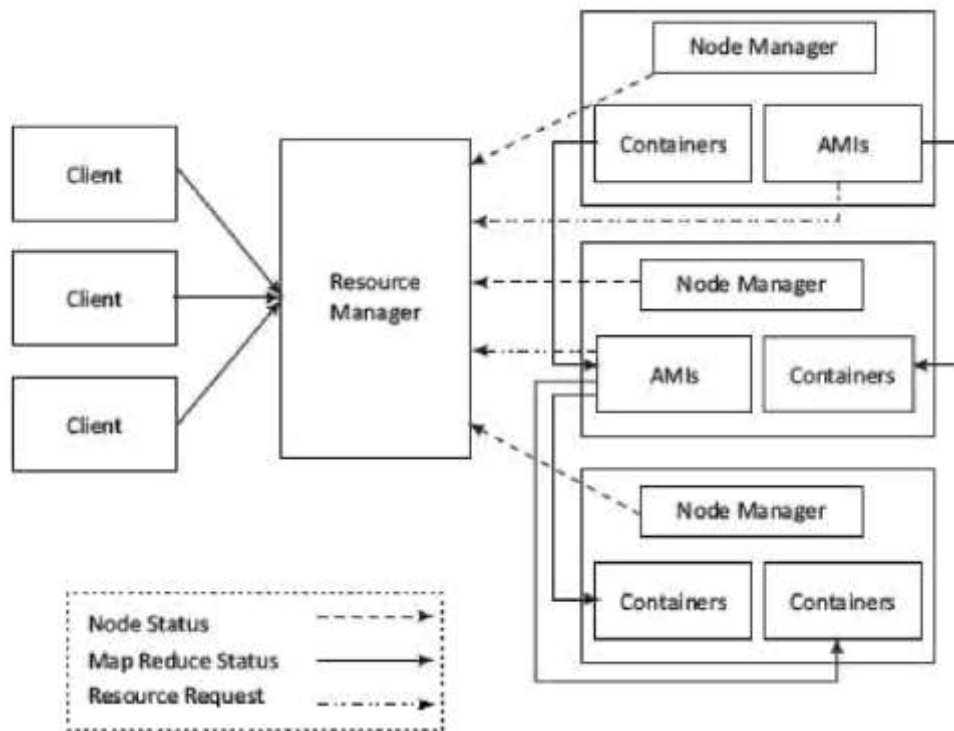 Client
Client
Client
Resource
Manager
Node Manager
Containers
AMIs
Node Manager
AMIs
Containers
Node Manager
Containers
Containers
Node Status
Map Reduce Status
Resource Request